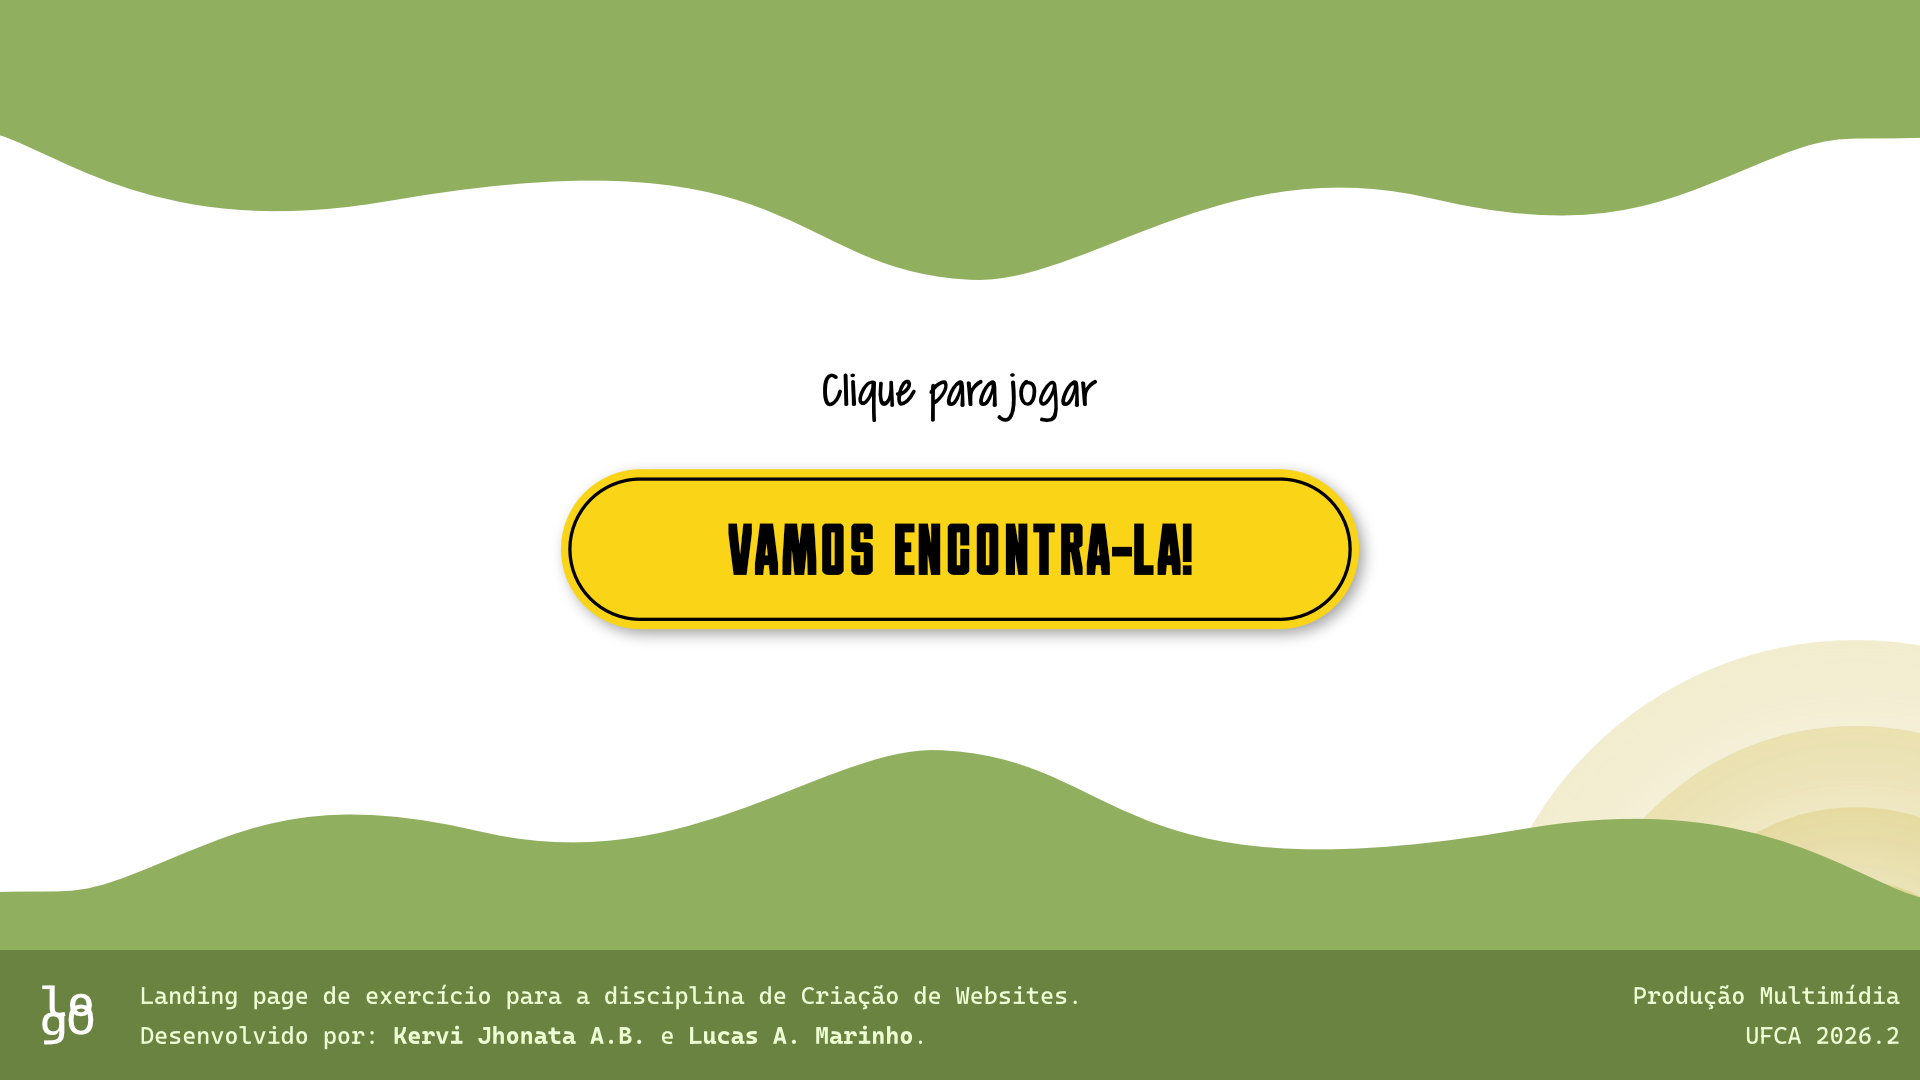 Clique para jogar
VAMOS ENCONTRA-LA!
lo
go
Landing page de exercício para a disciplina de Criação de Websites.
Desenvolvido por: Kervi Jhonata A.B. e Lucas A. Marinho.
Produção Multimídia
UFCA 2026.2